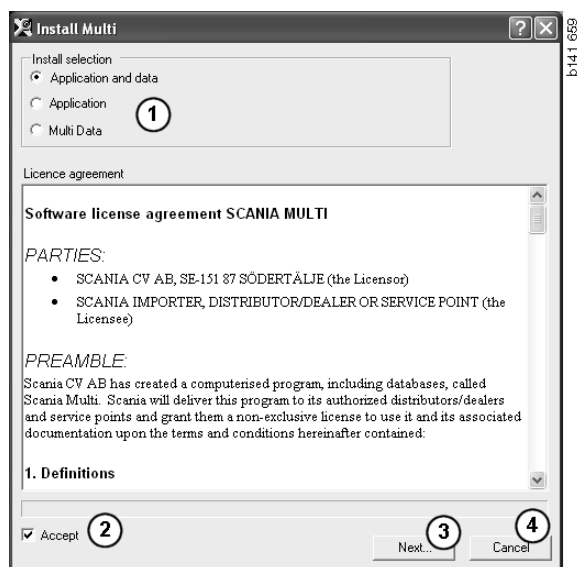 Install Multi
b141 659
Install selection
Application and data
Application
Multi Data
1
Licence agreement
Software license agreement SCANIA MULTI
PARTIES:
• SCANIA CV AB, SE-151 87 SÖDERTÄLJE (the Licensor)
• SCANIA IMPORTER, DISTRIBUTOR/DEALER OR SERVICE POINT (the
Licensee)
PREAMBLE:
Scania CV AB has created a computerised program, including databases, called
Scania Multi. Scania will deliver this program to its authorized distributors/dealers
and service points and grant them a non-exclusive license to use it and its associated
documentation upon the terms and conditions hereinafter contained:
1. Definitions
Accept
2
Next...
3
Cancel
4